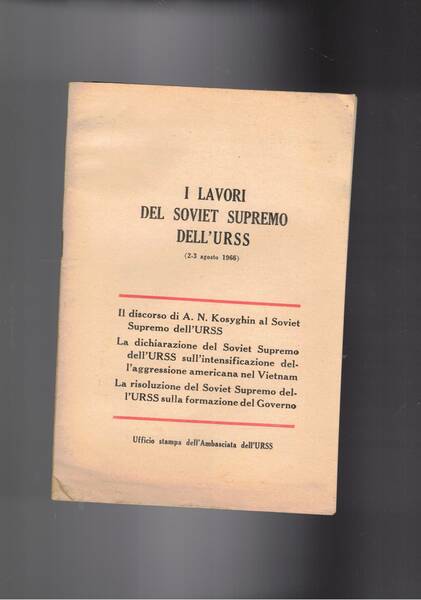 I LAVORI
DEL SOVIET SUPREMO
DELL'URSS
(2-3 agosto 1966)
Il discorso di A. N. Kosyghin al Soviet
Supremo dell'URSS
La dichiarazione del Soviet Supremo
dell'URSS sull'intensificazione del-
l'aggressione americana nel Vietnam
La risoluzione del Soviet Supremo del-
l'URSS sulla formazione del Governo
Ufficio stampa dell'Ambasciata dell'URSS